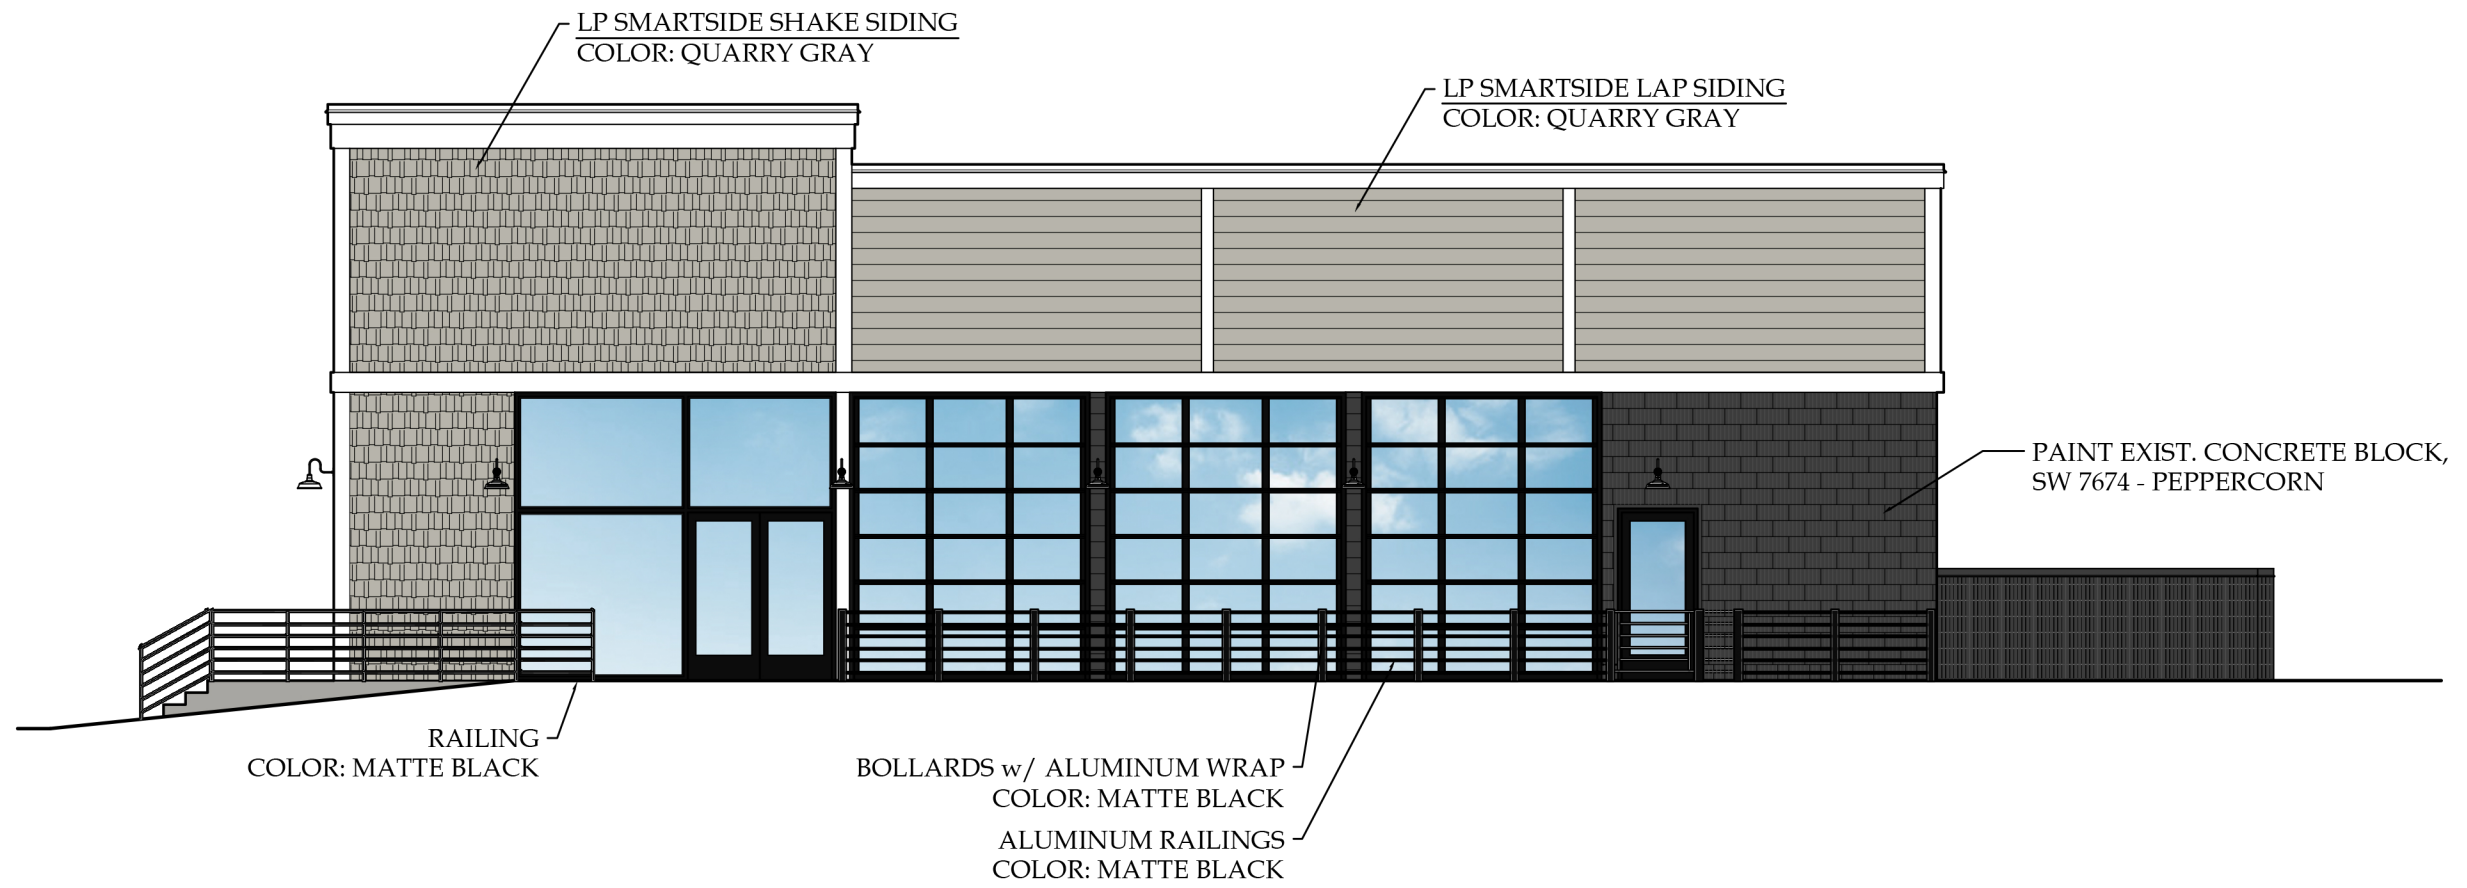 LP SMARTSIDE SHAKE SIDING
COLOR: QUARRY GRAY
LP SMARTSIDE LAP SIDING
COLOR: QUARRY GRAY
PAINT EXIST. CONCRETE BLOCK,
SW 7674 - PEPPERCORN
RAILING
COLOR: MATTE BLACK
BOLLARDS w/ ALUMINUM WRAP
COLOR: MATTE BLACK
ALUMINUM RAILINGS
COLOR: MATTE BLACK